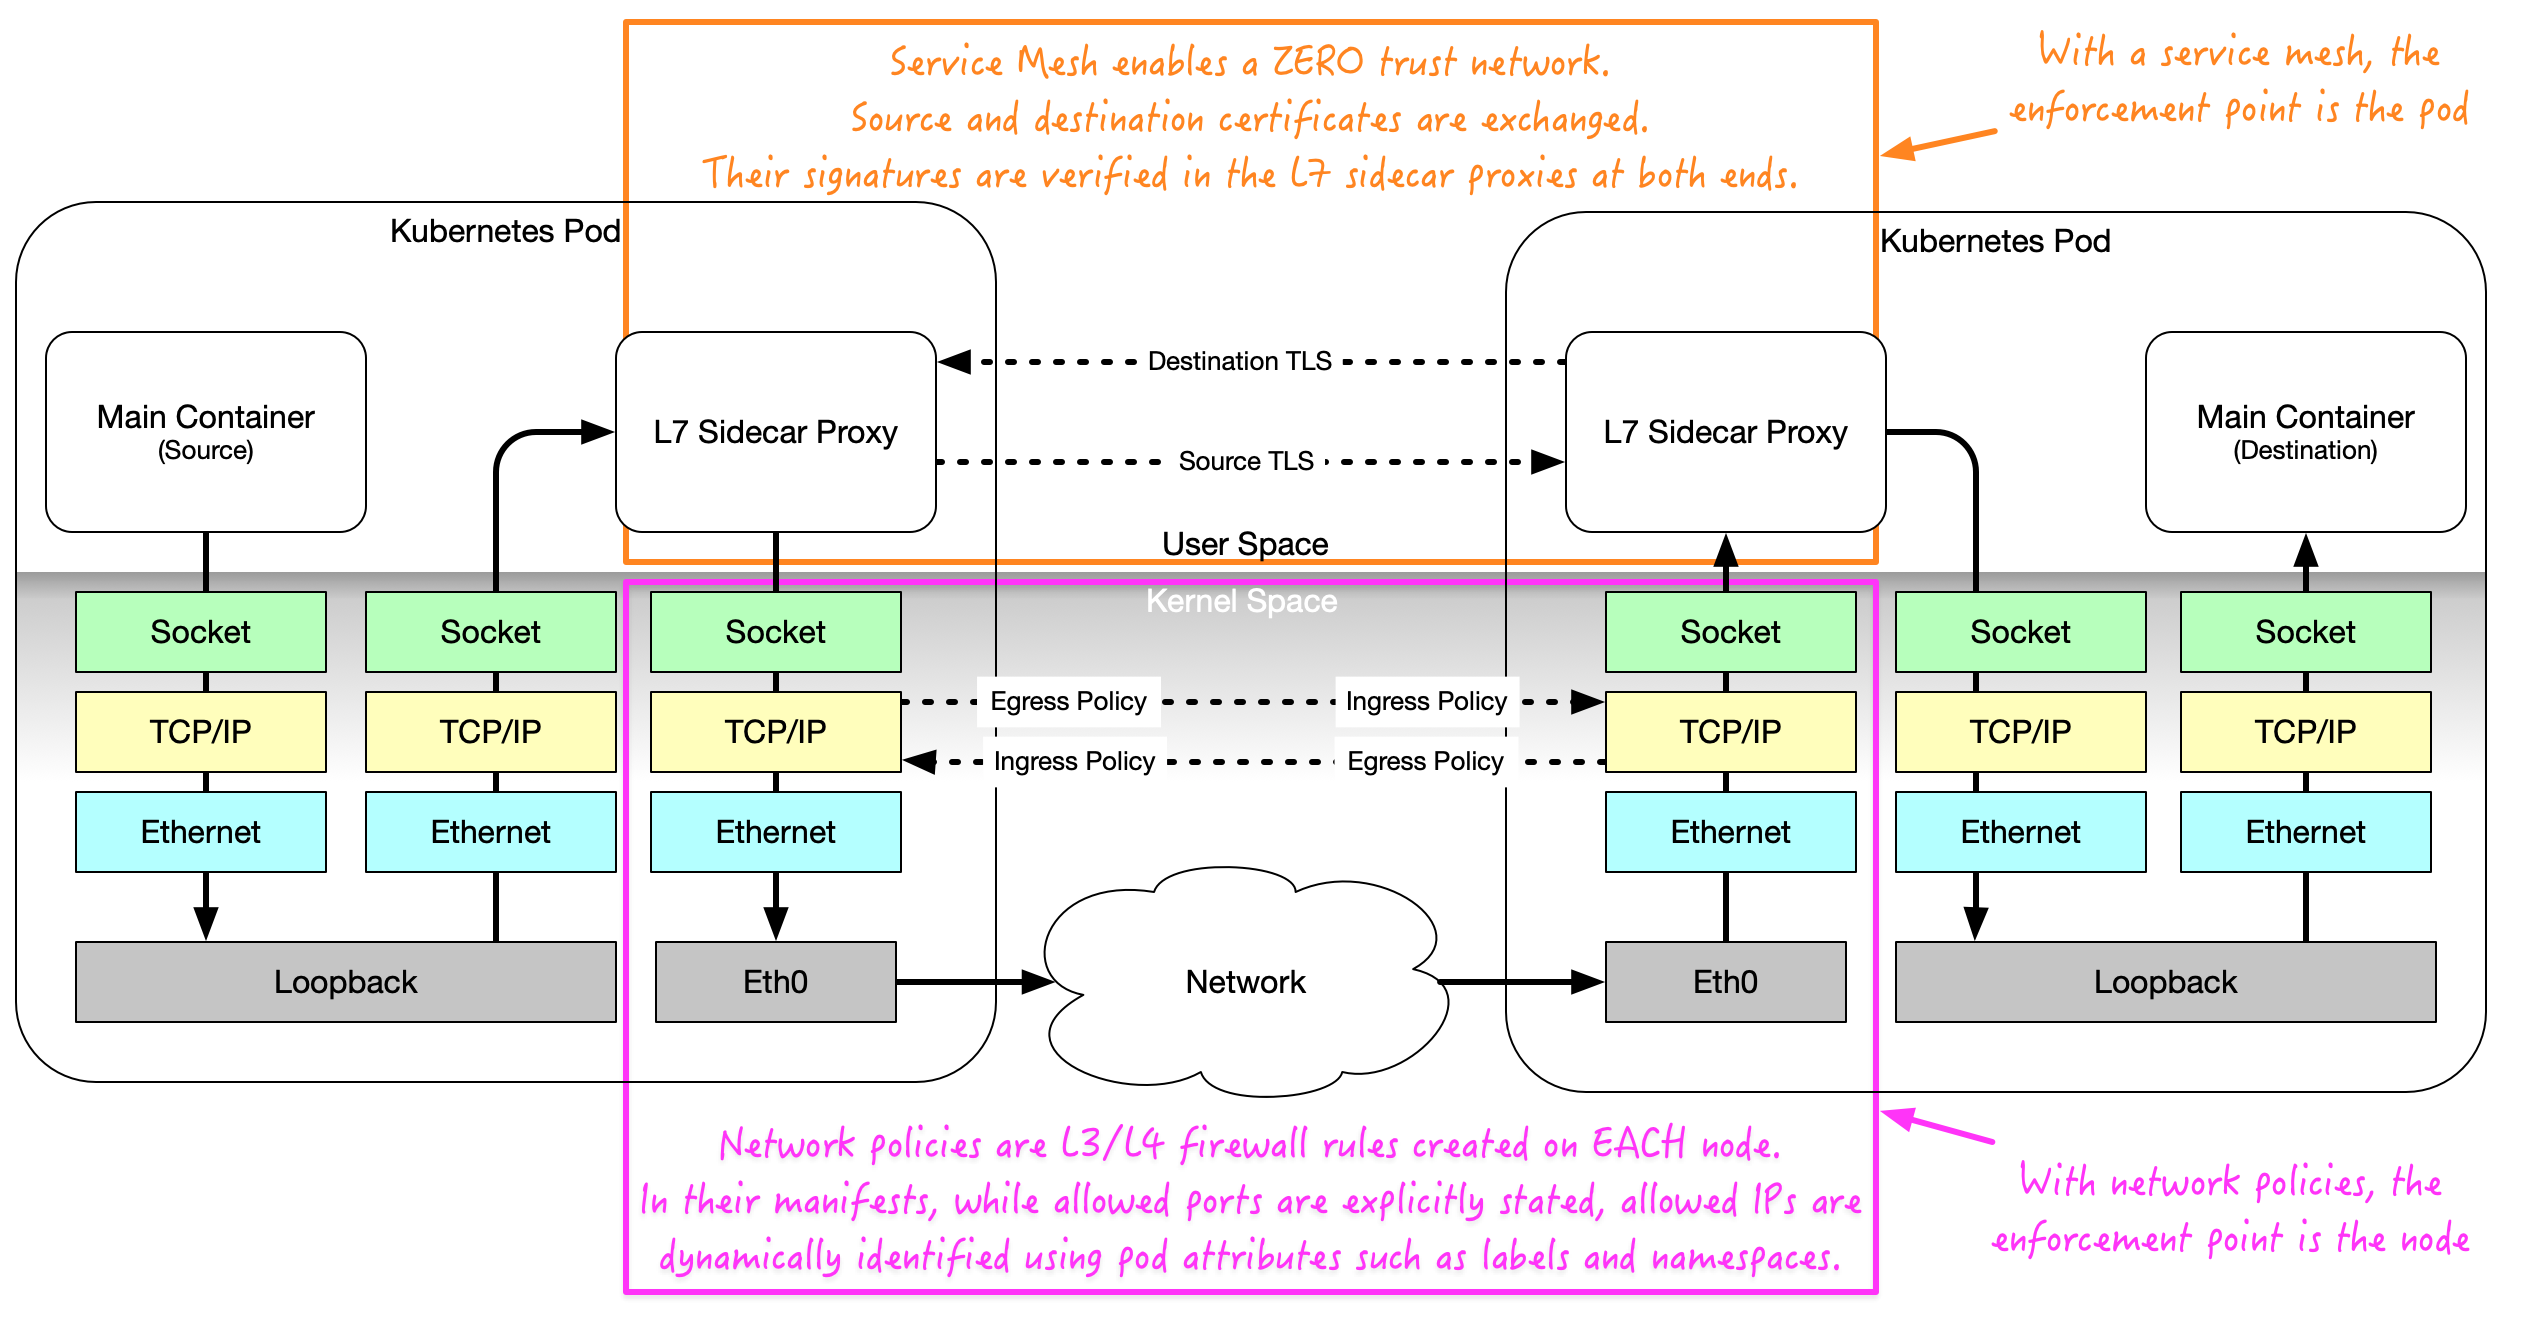 Service Mesh enables a ZERO trust network.
Source and destination certificates are exchanged.
Their signatures are verified in the L7 sidecar proxies at both ends.
With a service mesh, the
enforcement point is the pod
Kubernetes Pod
Kubernetes Pod
Main Container
(Source)
L7 Sidecar Proxy
Destination TLS
Source TLS
L7 Sidecar Proxy
Main Container
(Destination)
User Space
Kernel Space
Socket
Socket
Socket
Socket
Socket
Socket
Egress Policy
Ingress Policy
TCP/IP
TCP/IP
TCP/IP
TCP/IP
TCP/IP
TCP/IP
Ingress Policy
Egress Policy
Ethernet
Ethernet
Ethernet
Ethernet
Ethernet
Ethernet
Loopback
Eth0
Network
Eth0
Loopback
Network policies are L3/L4 firewall rules created on EACH node.
In their manifests, while allowed ports are explicitly stated, allowed IPs are
dynamically identified using pod attributes such as labels and namespaces.
With network policies, the
enforcement point is the node